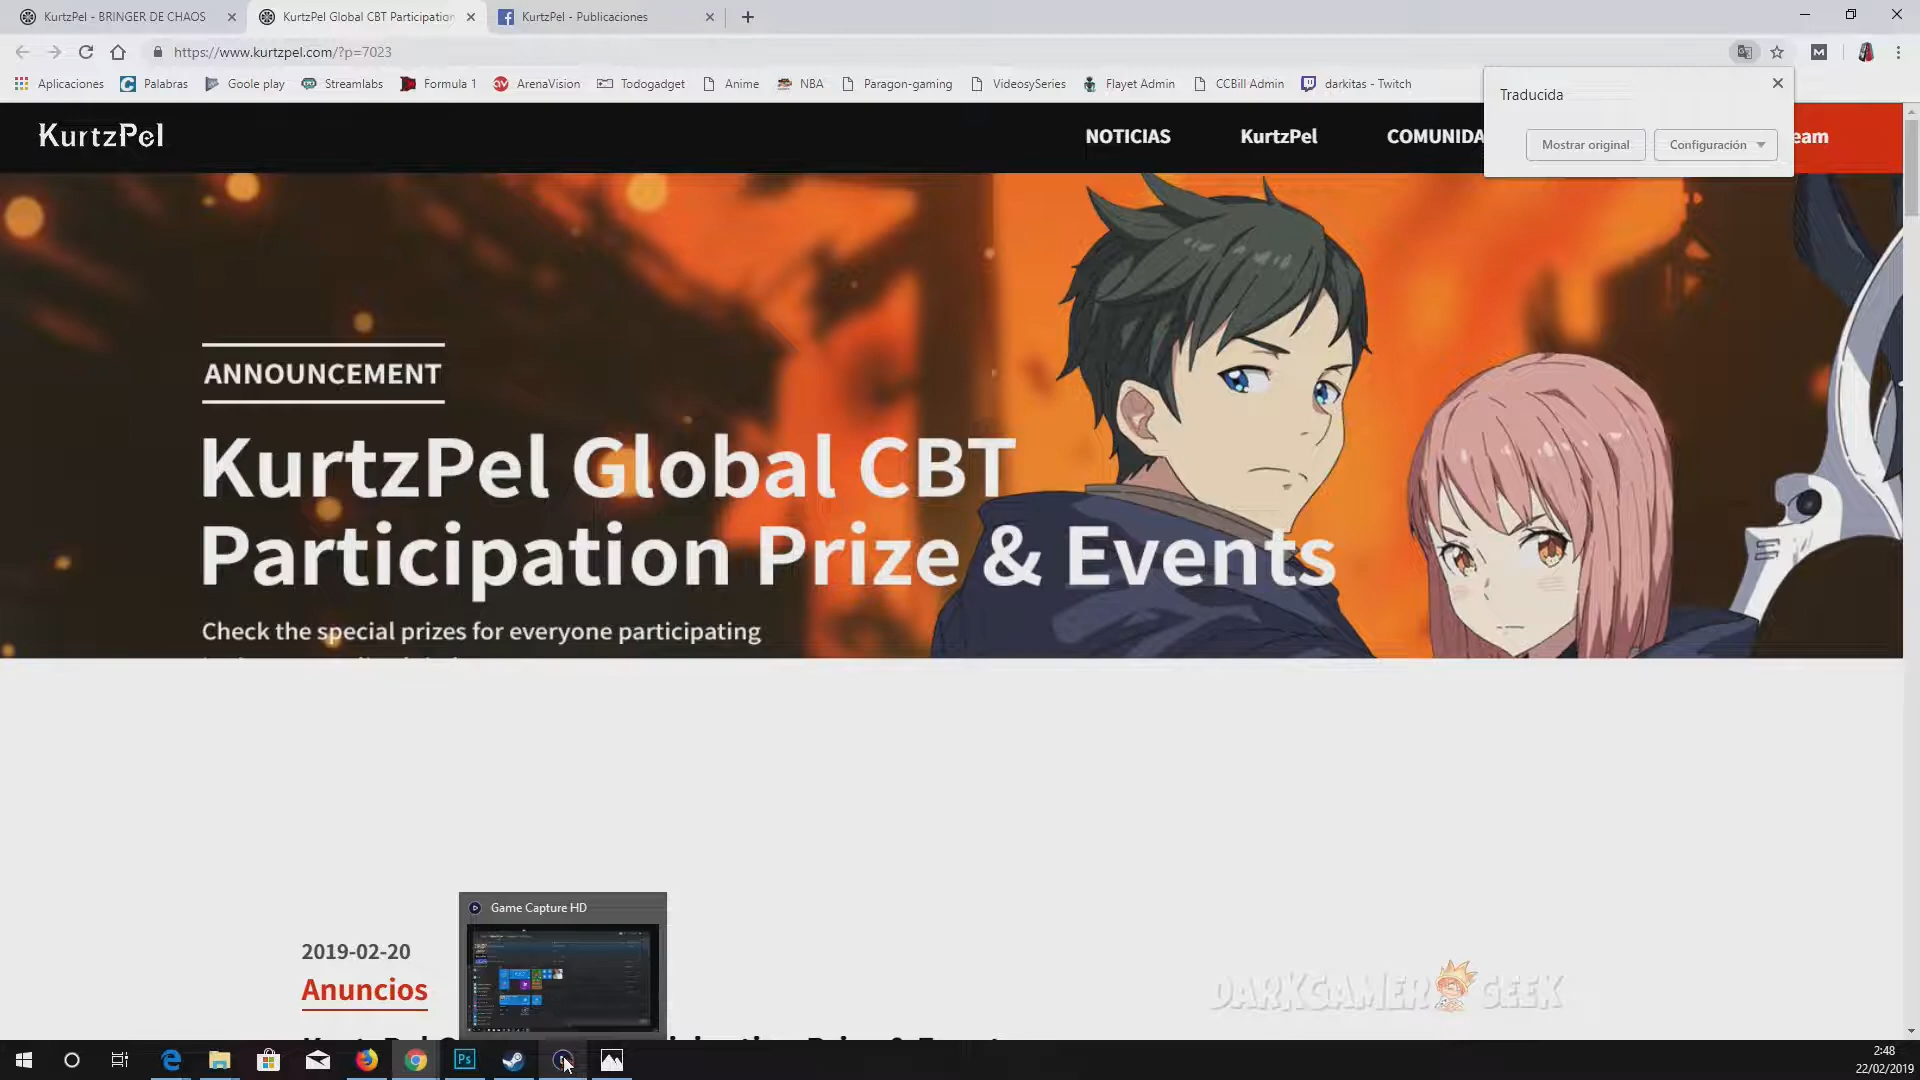 KurtzPel - BRINGER DE CHAOS
KurtzPel Global CBT Participation
KurtzPel - Publicaciones
https://www.kurtzpel.com/?p=7023
Aplicaciones
Palabras
Goole play
Streamlabs
Formula 1
ArenaVision
Todogadget
Anime
NBA
Paragon-gaming
VideosySeries
Flayet Admin
CCBill Admin
darkitas - Twitch
Traducida
Mostrar original
Configuración
KurtzPel
NOTICIAS
KurtzPel
COMUNIDA
eam
ANNOUNCEMENT
KurtzPel Global CBT
Participation Prize & Events
Check the special prizes for everyone participating
Game Capture HD
2019-02-20
Anuncios
DARKGAMER GEEK
Ps
2:48
22/02/2019